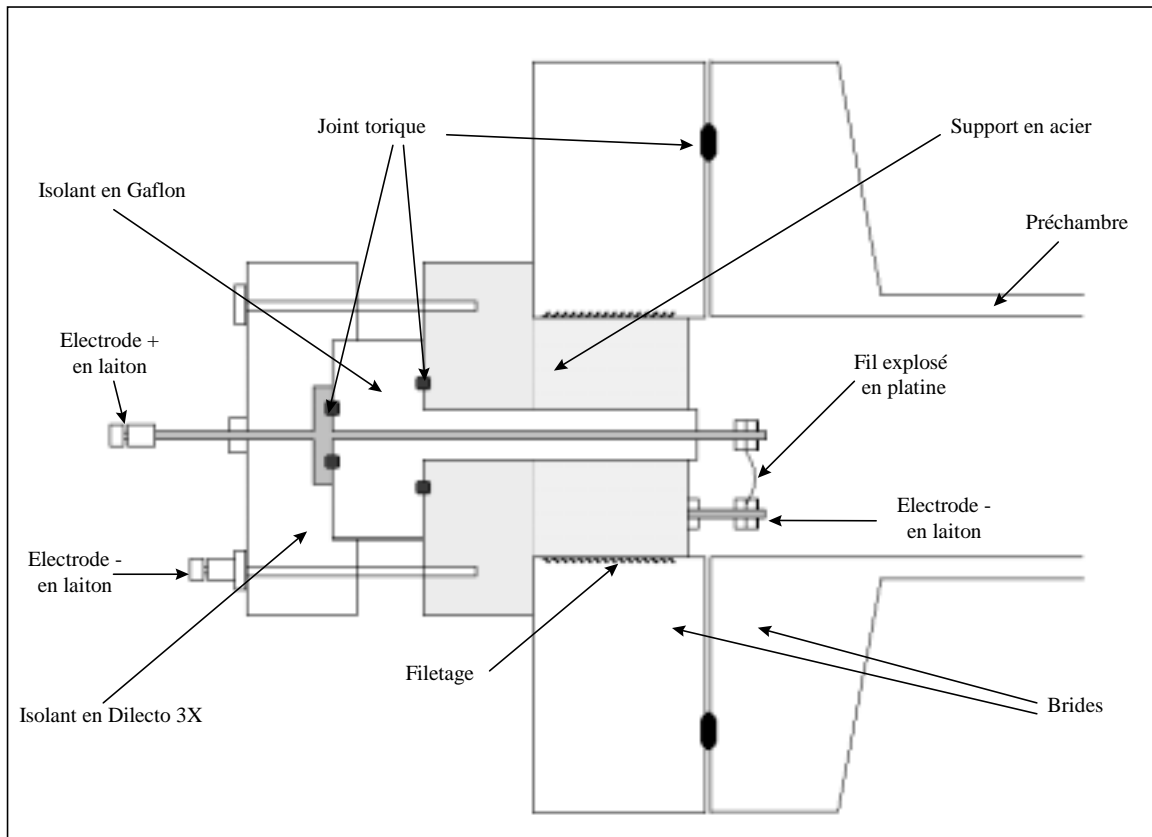 Joint torique
Support en acier
Isolant en Gaflon
Préchambre
Electrode +
en laiton
Fil explosé
en platine
Electrode -
en laiton
Electrode -
en laiton
Filetage
Isolant en Dilecto 3X
Brides